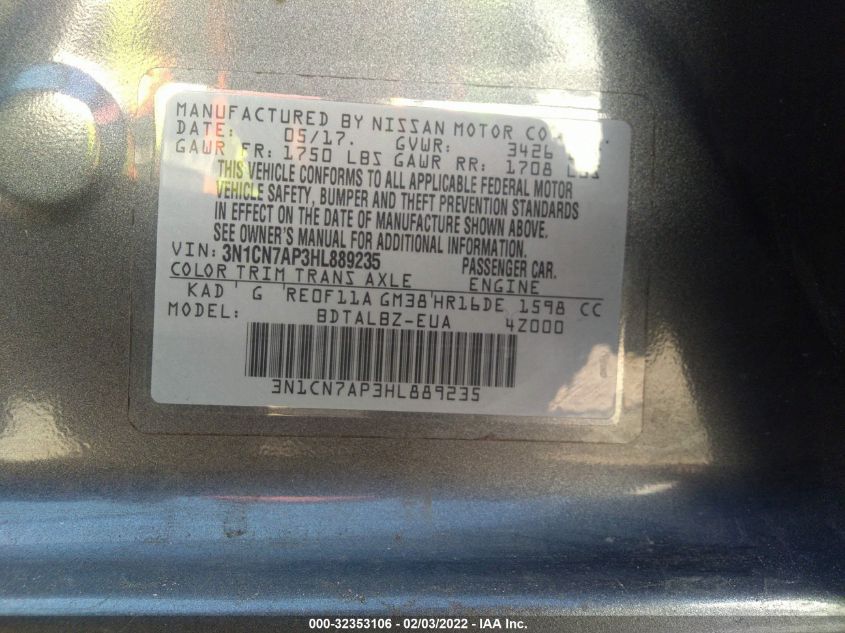 MANUFACTURED BY NISSAN MOTOR CO
DATE: 05/17. GVWR: 3426
GAWR FR: 1750 LBS GAWR RR: 1708
THIS VEHICLE CONFORMS TO ALL APPLICABLE FEDERAL MOTOR
VEHICLE SAFETY, BUMPER AND THEFT PREVENTION STANDARDS
IN EFFECT ON THE DATE OF MANUFACTURE SHOWN ABOVE.
SEE OWNER'S MANUAL FOR ADDITIONAL INFORMATION.
VIN: 3N1CN7AP3HL889235 PASSENGER CAR.
COLOR TRIM TRANS AXLE ENGINE
KAD ' G 'RE0F11A GM38'HR16DE 1598 CC
MODEL: BDTALBZ-EUA 4Z000
3N1CN7AP3HL889235
000-32353106 - 02/03/2022 - IAA Inc.